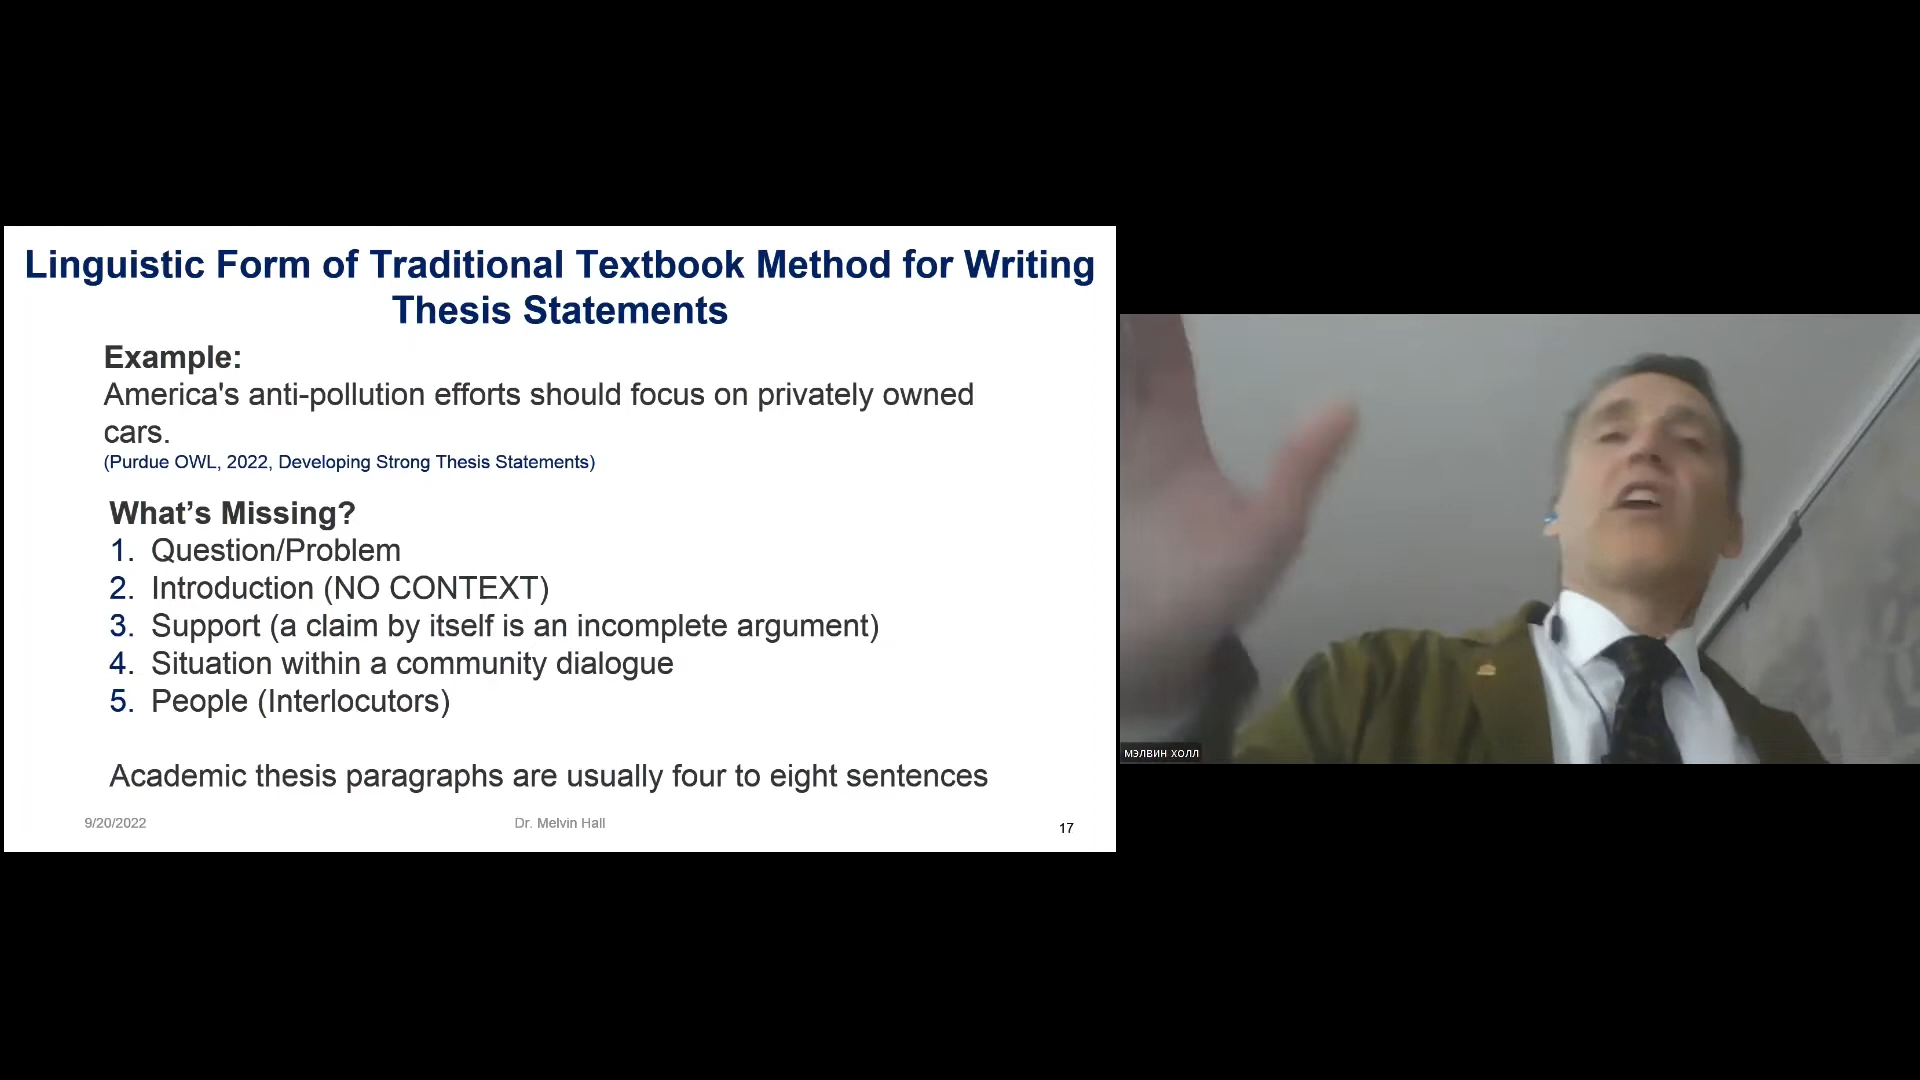 Linguistic Form of Traditional Textbook Method for Writing
Thesis Statements
Example:
America's anti-pollution efforts should focus on privately owned
cars.
(Purdue OWL, 2022, Developing Strong Thesis Statements)
What’s Missing?
1. Question/Problem
2. Introduction (NO CONTEXT)
3. Support (a claim by itself is an incomplete argument)
4. Situation within a community dialogue
5. People (Interlocutors)
Academic thesis paragraphs are usually four to eight sentences
9/20/2022
Dr. Melvin Hall
17
мэлвин холл